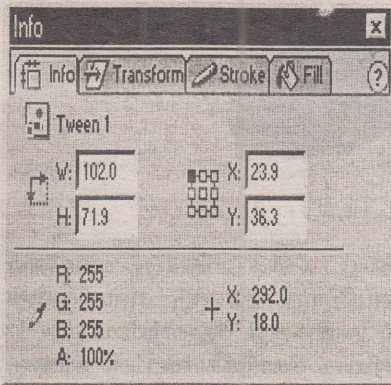 Info x
Info Transform Stroke Fill ?
Tween 1
W: 102.0 X: 23.9
H: 71.9 Y: 36.3
R: 255
G: 255 X: 292.0
B: 255 Y: 18.0
A: 100%